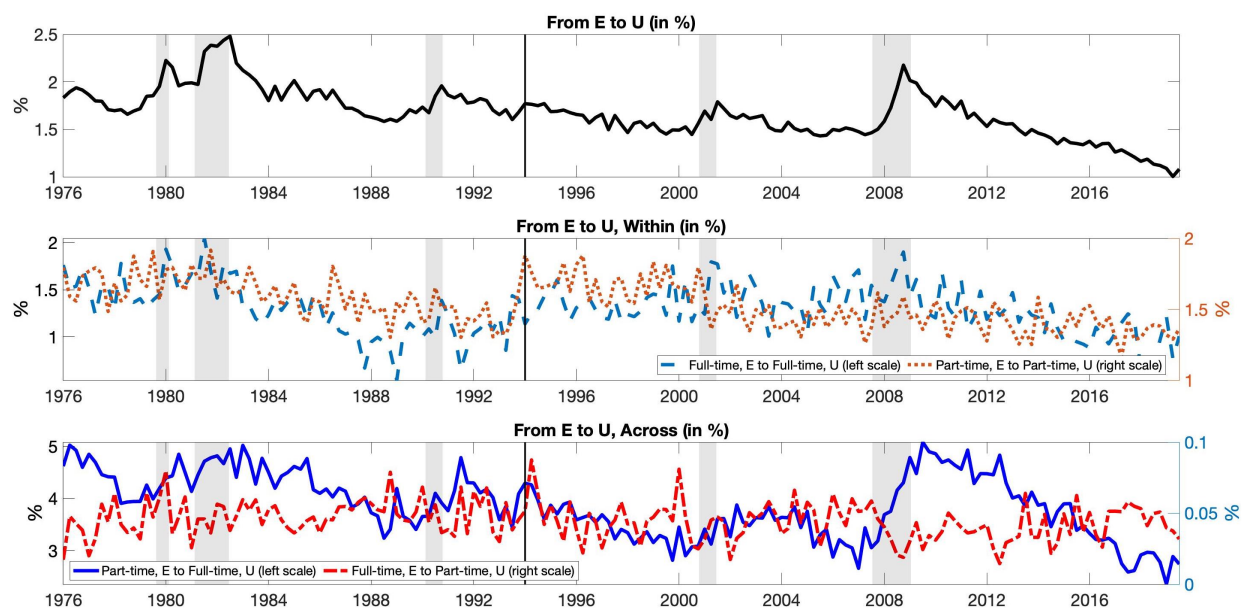 From E to U (in %)
2.5
2
1.5
1
%
1976 1980 1984 1988 1992 1996 2000 2004 2008 2012 2016
From E to U, Within (in %)
2
1.5
1
%
2
1.5
1
%
Full-time, E to Full-time, U (left scale) Part-time, E to Part-time, U (right scale)
1976 1980 1984 1988 1992 1996 2000 2004 2008 2012 2016
From E to U, Across (in %)
5
4
3
%
0.1
0.05
0
%
Part-time, E to Full-time, U (left scale) Full-time, E to Part-time, U (right scale)
1976 1980 1984 1988 1992 1996 2000 2004 2008 2012 2016